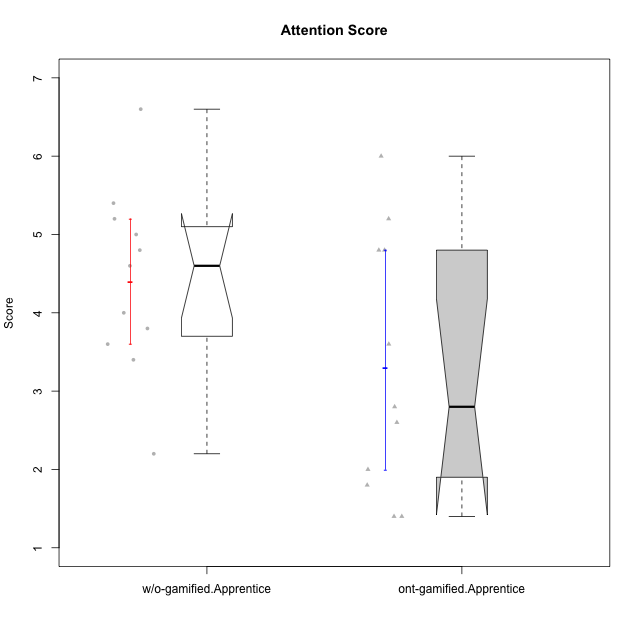 Attention Score
7
6
5
4
3
2
1
Score
w/o-gamified.Apprentice
ont-gamified.Apprentice